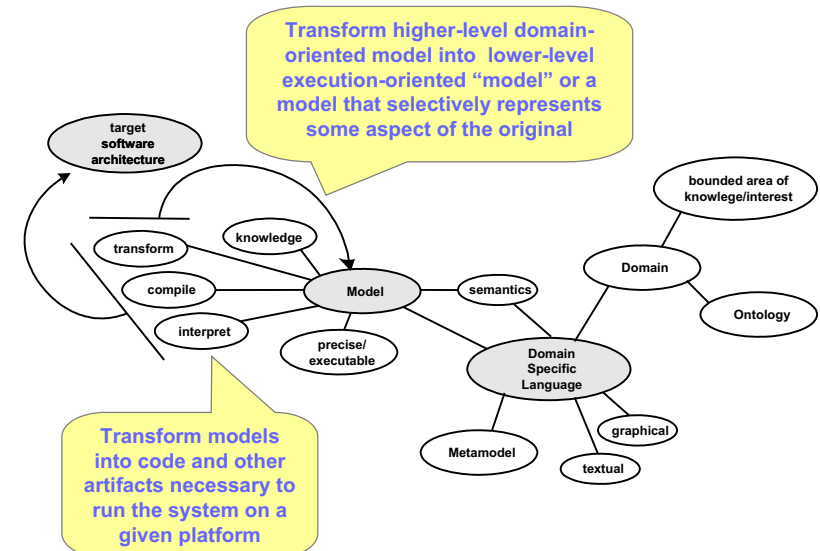 Transform higher-level domain-
oriented model into lower-level
execution-oriented “model” or a
model that selectively represents
some aspect of the original
target
software
architecture
bounded area of
knowlege/interest
knowledge
transform
Domain
compile
Model
semantics
Ontology
interpret
precise/
executable
Domain
Specific
Language
graphical
Metamodel
textual
Transform models
into code and other
artifacts necessary to
run the system on a
given platform